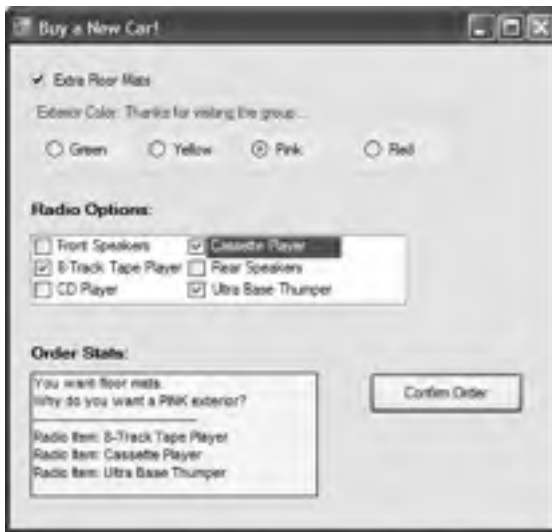 Buy a New Car!
Extra Floor Mats
Exterior Color: Thanks for visiting the group...
Green Yellow Pink Red
Radio Options:
Front Speakers Cassette Player
8-Track Tape Player Rear Speakers
CD Player Ultra Base Thumper
Order Stats:
You want floor mats.
Why do you want a PINK exterior?
Confirm Order
--------------------------------
Radio Item: 8-Track Tape Player
Radio Item: Cassette Player
Radio Item: Ultra Base Thumper